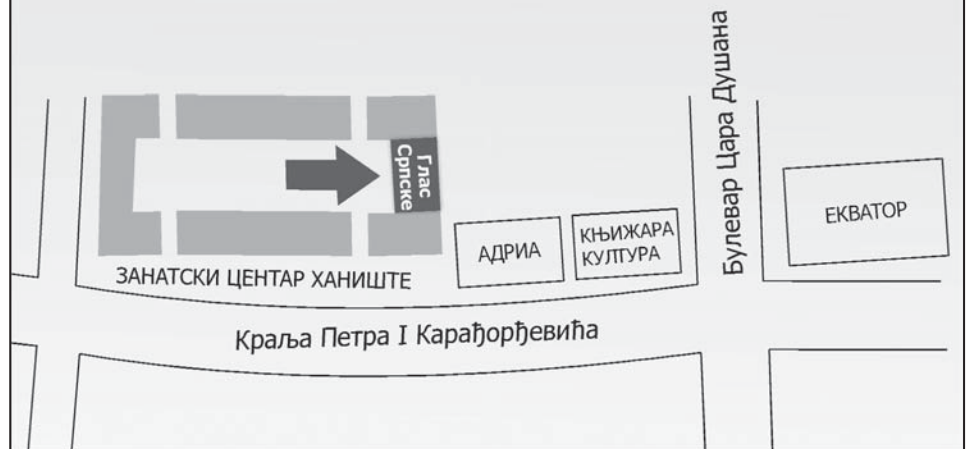 Булевар Цара Душана
Глас
Српске
ЕКВАТОР
АДРИА
КЊИЖАРА
КУЛТУРА
ЗАНАТСКИ ЦЕНТАР ХАНИШТЕ
Краља Петра I Карађорђевића